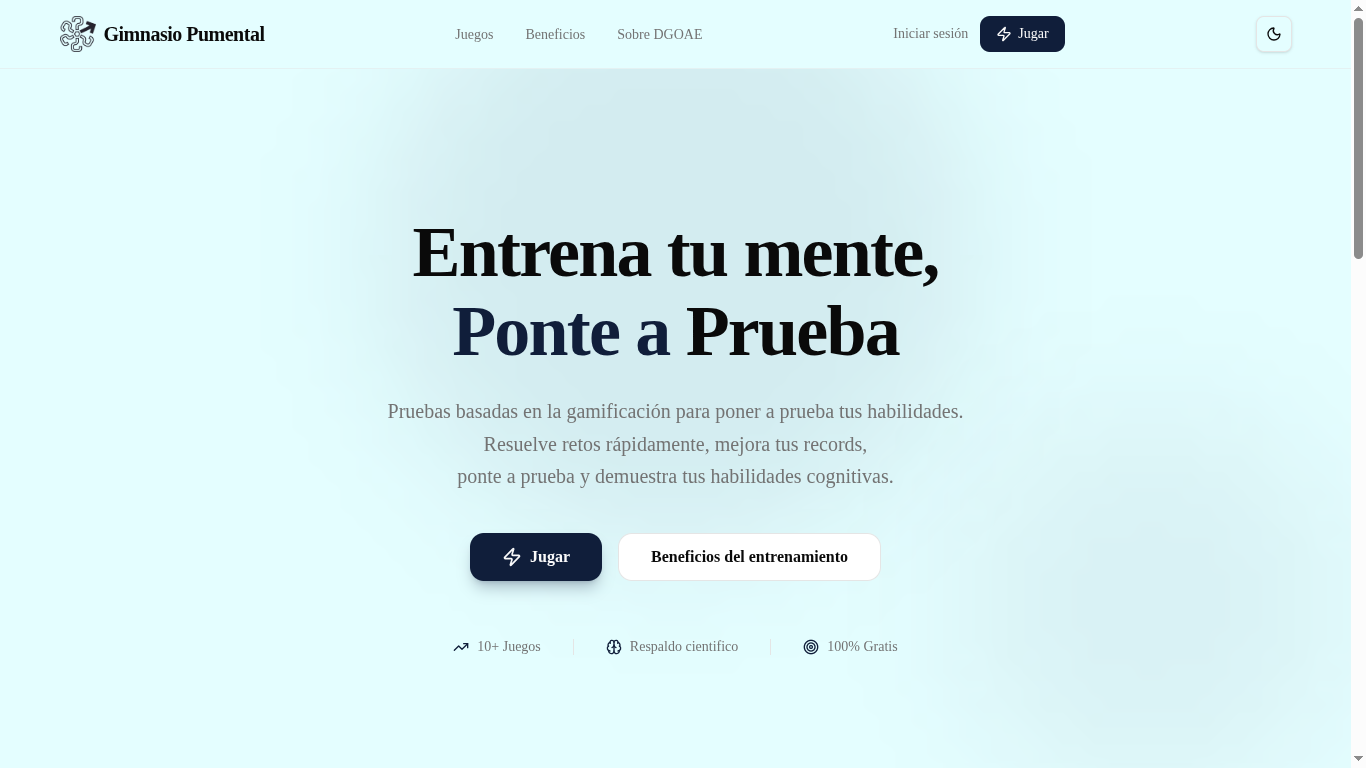 Gimnasio Pumental
Juegos
Beneficios
Sobre DGOAE
Iniciar sesión
Jugar
Entrena tu mente,
Ponte a Prueba
Pruebas basadas en la gamificación para poner a prueba tus habilidades.
Resuelve retos rápidamente, mejora tus records,
ponte a prueba y demuestra tus habilidades cognitivas.
Jugar
Beneficios del entrenamiento
10+ Juegos
Respaldo cientifico
100% Gratis